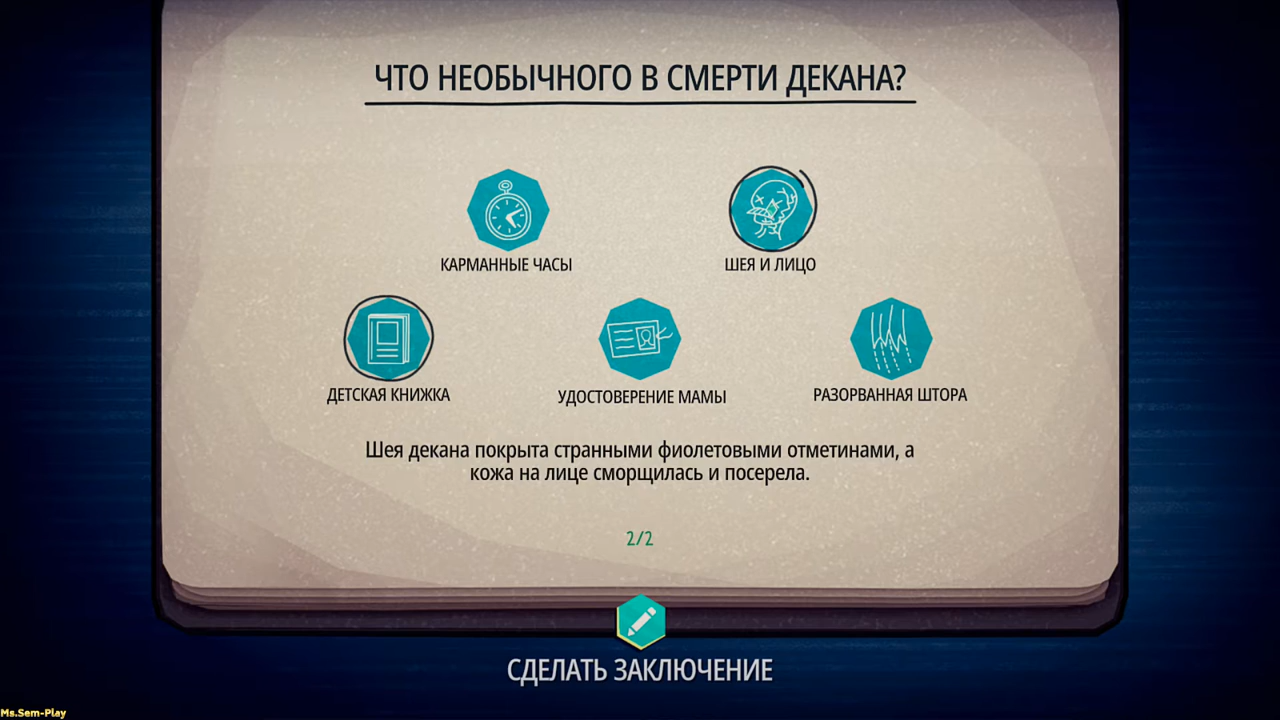 ЧТО НЕОБЫЧНОГО В СМЕРТИ ДЕКАНА?
КАРМАННЫЕ ЧАСЫ
ШЕЯ И ЛИЦО
ДЕТСКАЯ КНИЖКА
УДОСТОВЕРЕНИЕ МАМЫ
РАЗОРВАННАЯ ШТОРА
Шея декана покрыта странными фиолетовыми отметинами, а
кожа на лице сморщилась и посерела.
2/2
СДЕЛАТЬ ЗАКЛЮЧЕНИЕ
Ms.Sem-Play